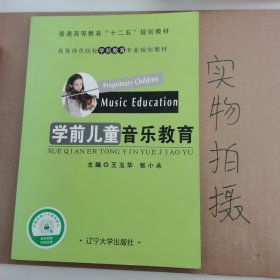 普通高等教育“十二五”规划教材
高等师范院校学前教育专业规划教材
Preprimary Children
Music Education
学前儿童音乐教育
XUE QIAN ER TONG YIN YUE JIAO YU
主编◎王玉华 张小永
辽宁大学出版社
实物拍摄